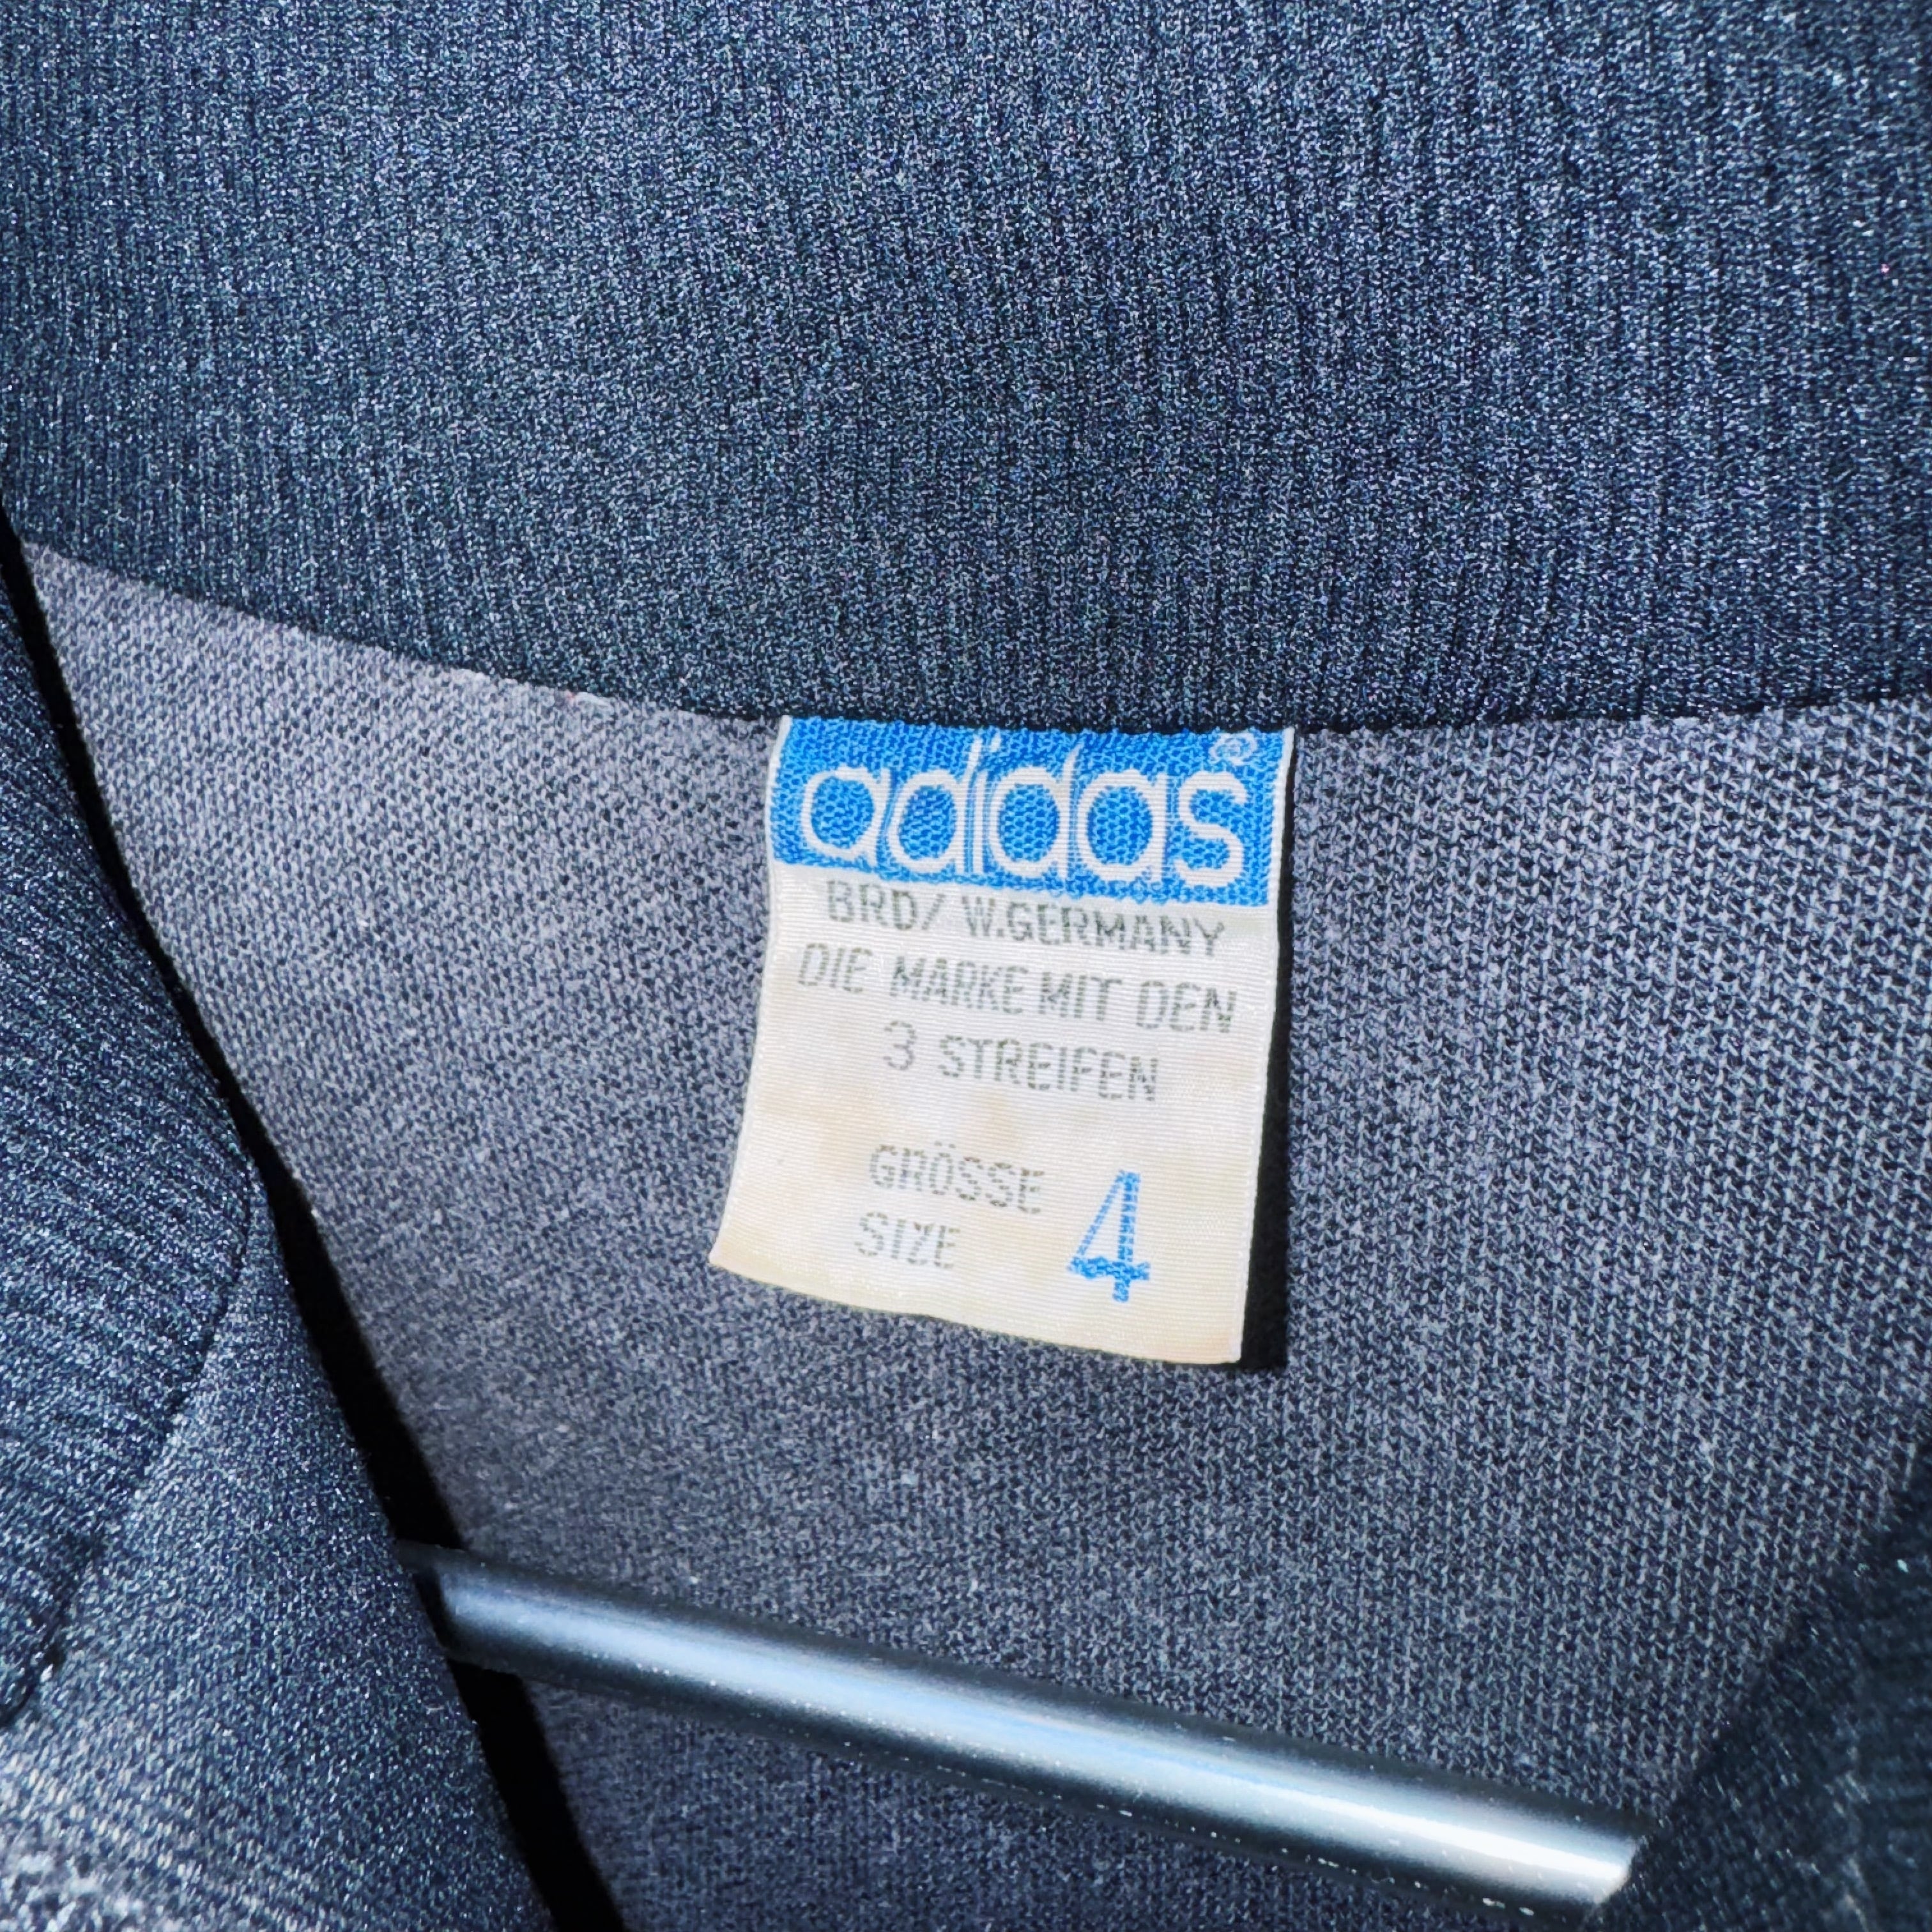 adidas®
BRD/ W.GERMANY
DIE MARKE MIT DEN
3 STREIFEN
GRÖSSE 4
SIZE